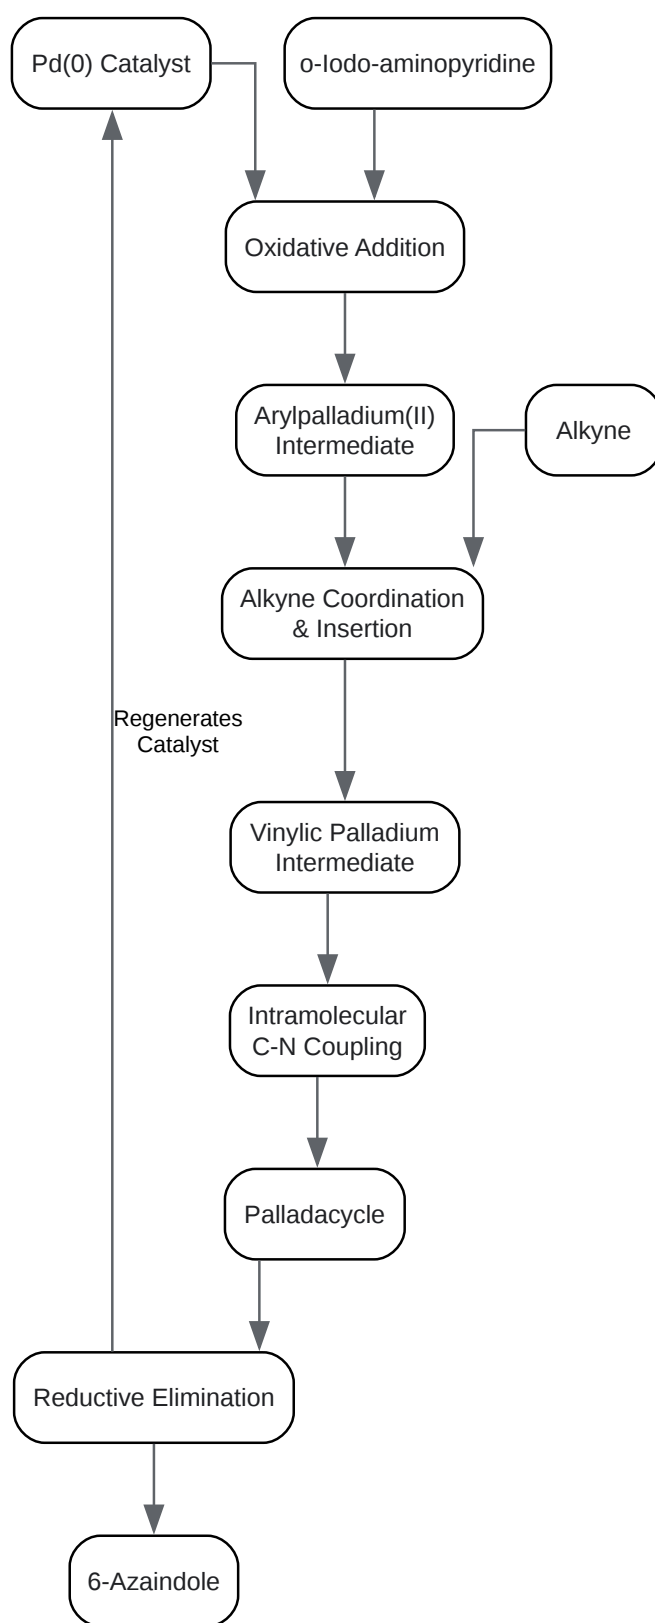 Pd(0) Catalyst
o-Iodo-aminopyridine
Oxidative Addition
Arylpalladium(II)
Intermediate
Alkyne
Alkyne Coordination
& Insertion
Regenerates
Catalyst
Vinylic Palladium
Intermediate
Intramolecular
C-N Coupling
Palladacycle
Reductive Elimination
6-Azaindole